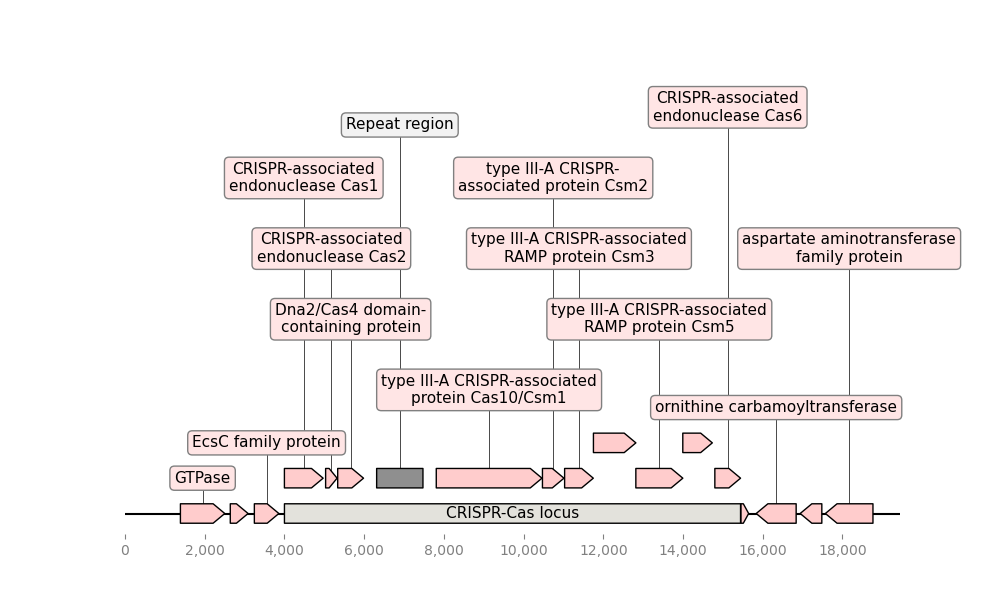 CRISPR-associated
endonuclease Cas6
Repeat region
CRISPR-associated
endonuclease Cas1
type III-A CRISPR-
associated protein Csm2
CRISPR-associated
endonuclease Cas2
type III-A CRISPR-associated
RAMP protein Csm3
aspartate aminotransferase
family protein
Dna2/Cas4 domain-
containing protein
type III-A CRISPR-associated
RAMP protein Csm5
type III-A CRISPR-associated
protein Cas10/Csm1
ornithine carbamoyltransferase
EcsC family protein
GTPase
CRISPR-Cas locus
0 2,000 4,000 6,000 8,000 10,000 12,000 14,000 16,000 18,000